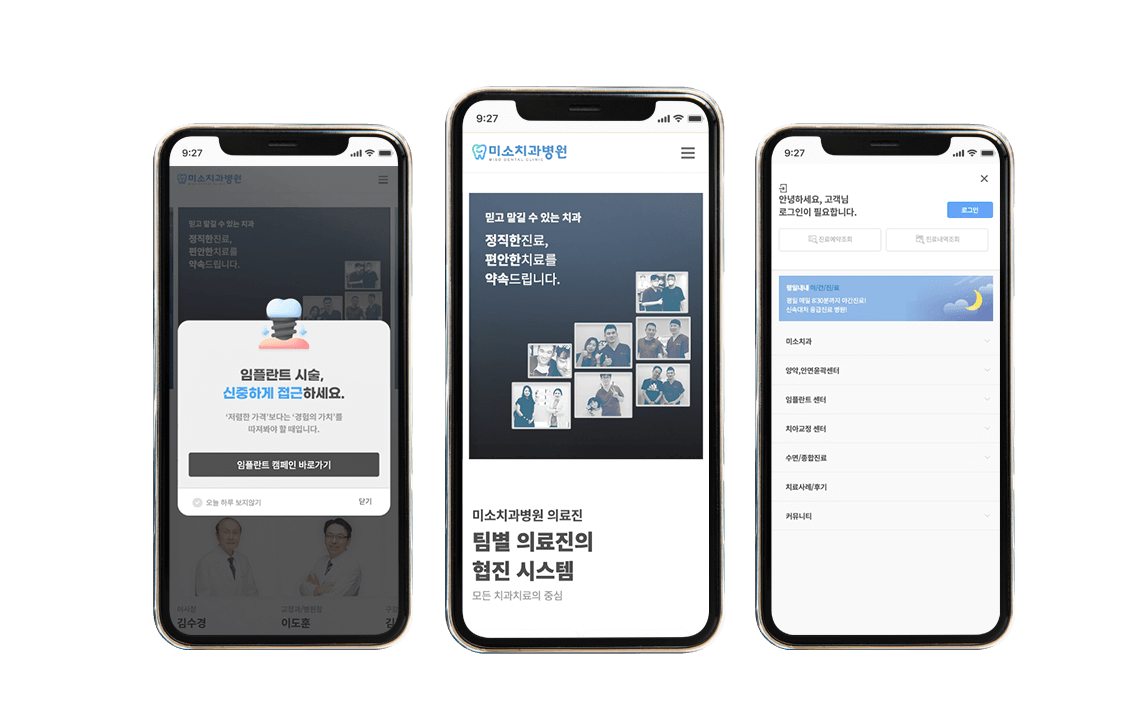 9:27
미소치과병원
믿고 맡길 수 있는 치과
정직한진료,
편안한치료를
약속드립니다.
임플란트 시술,
신중하게 접근하세요.
'저렴한 가격'보다는 '경험의 가치'를
따져봐야 할 때입니다.
임플란트 캠페인 바로가기
오늘 하루 보지않기
닫기
이사장
김수경
교정과/병원장
이도훈
9:27
미소치과병원
MISO DENTAL CLINIC
믿고 맡길 수 있는 치과
정직한진료,
편안한치료를
약속드립니다.
미소치과병원 의료진
팀별 의료진의
협진 시스템
모든 치과치료의 중심
9:27
안녕하세요, 고객님
로그인이 필요합니다.
로그인
진료예약조회
진료내역조회
평일내내 야/간/진/료
평일 매일 8:30분까지 야간진료!
신속대처 응급진료 병원!
미소치과
양악,안면윤곽센터
임플란트 센터
치아교정 센터
수면/종합진료
치료사례/후기
커뮤니티